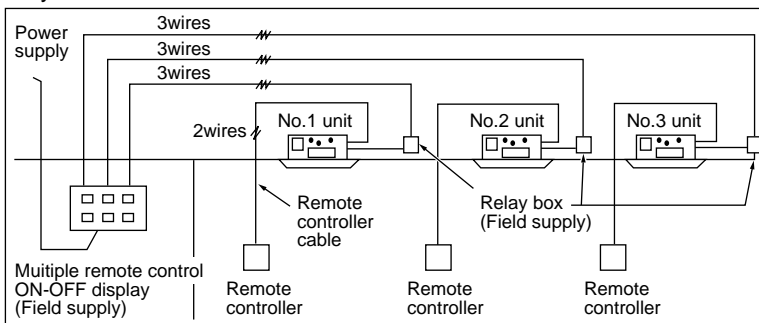 Power
supply
3wires
3wires
3wires
2wires
No.1 unit
No.2 unit
No.3 unit
Remote
controller
cable
Relay box
(Field supply)
Muitiple remote control
ON-OFF display
(Field supply)
Remote
controller
Remote
controller
Remote
controller